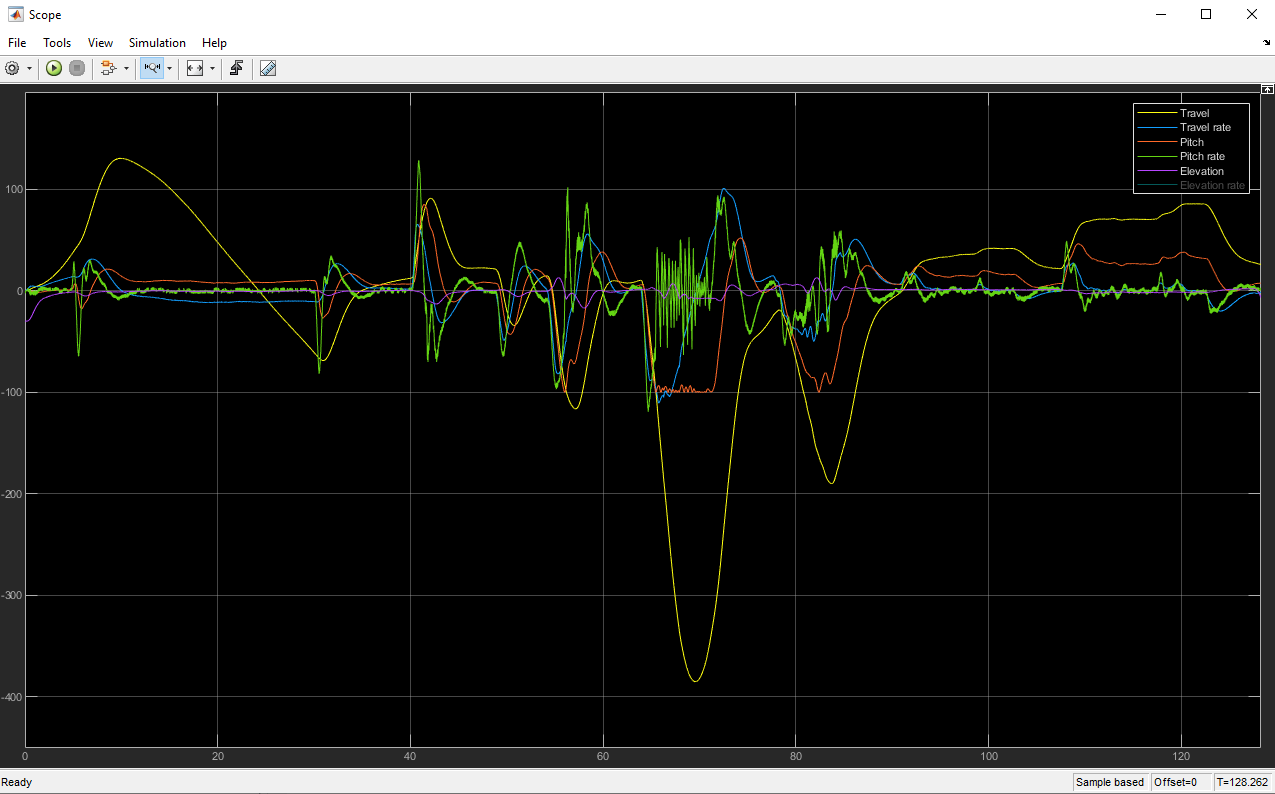 Scope
File Tools View Simulation Help
Travel
Travel rate
Pitch
Pitch rate
Elevation
Elevation rate
100
0
-100
-200
-300
-400
0 20 40 60 80 100 120
Ready Sample based Offset=0 T=128.262